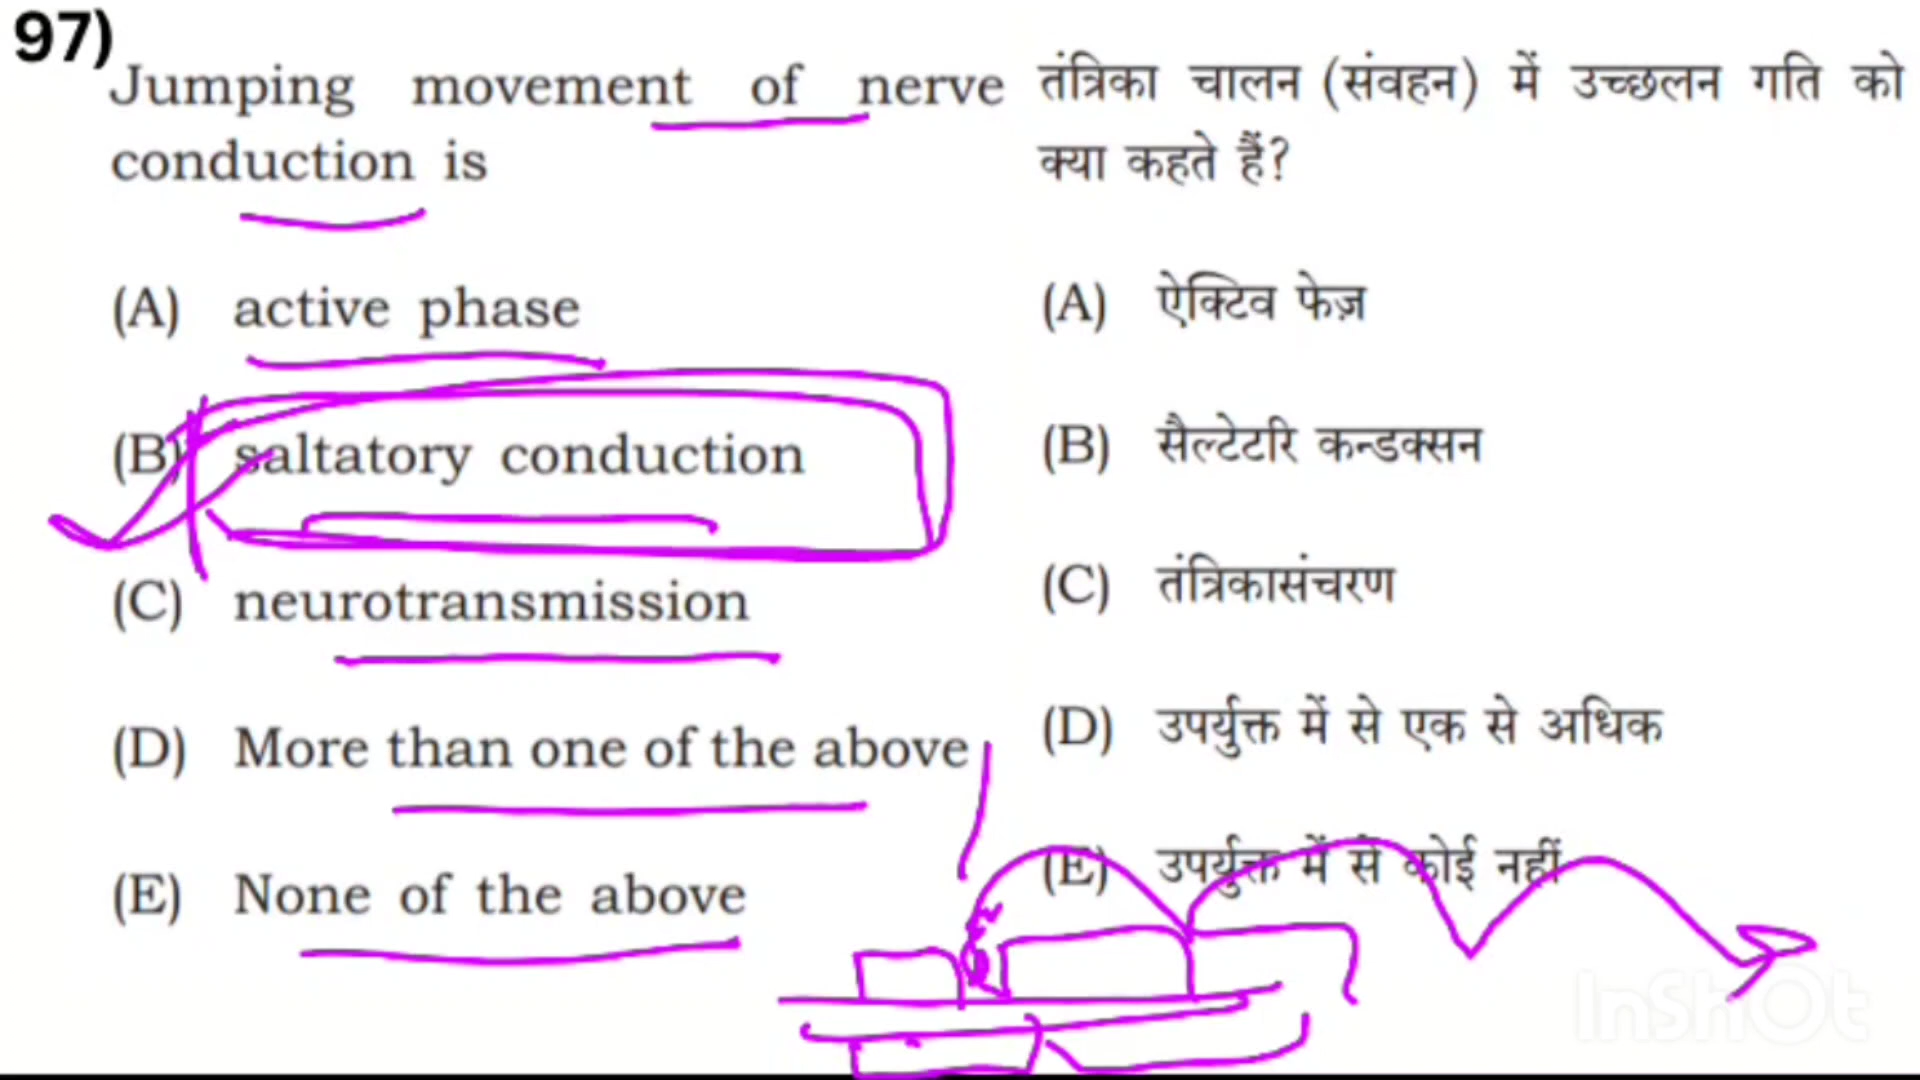 97)
Jumping movement of nerve
conduction is
(A) active phase
(B) saltatory conduction
(C) neurotransmission
(D) More than one of the above
(E) None of the above
तंत्रिका चालन (संवहन) में उच्छलन गति को
क्या कहते हैं?
(A) ऐक्टिव फेज़
(B) सैल्टेटरि कन्डक्सन
(C) तंत्रिकासंचरण
(D) उपर्युक्त में से एक से अधिक
(E) उपर्युक्त में से कोई नहीं
InShOt